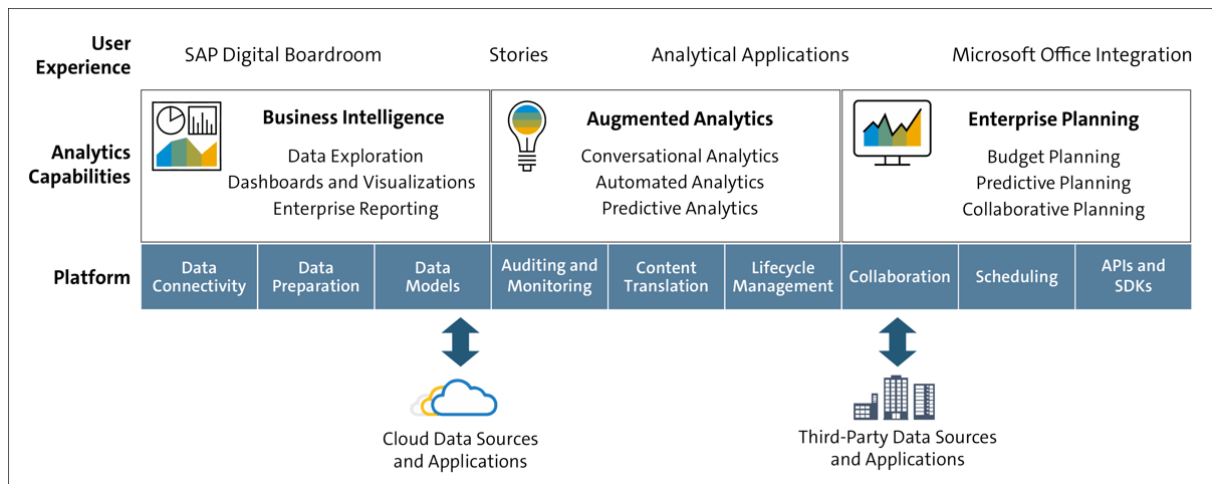 User
Experience
SAP Digital Boardroom
Stories
Analytical Applications
Microsoft Office Integration
Analytics
Capabilities
Business Intelligence
Data Exploration
Dashboards and Visualizations
Enterprise Reporting
Augmented Analytics
Conversational Analytics
Automated Analytics
Predictive Analytics
Enterprise Planning
Budget Planning
Predictive Planning
Collaborative Planning
Platform
Data
Connectivity
Data
Preparation
Data
Models
Auditing and
Monitoring
Content
Translation
Lifecycle
Management
Collaboration
Scheduling
APIs and
SDKs
Cloud Data Sources
and Applications
Third-Party Data Sources
and Applications